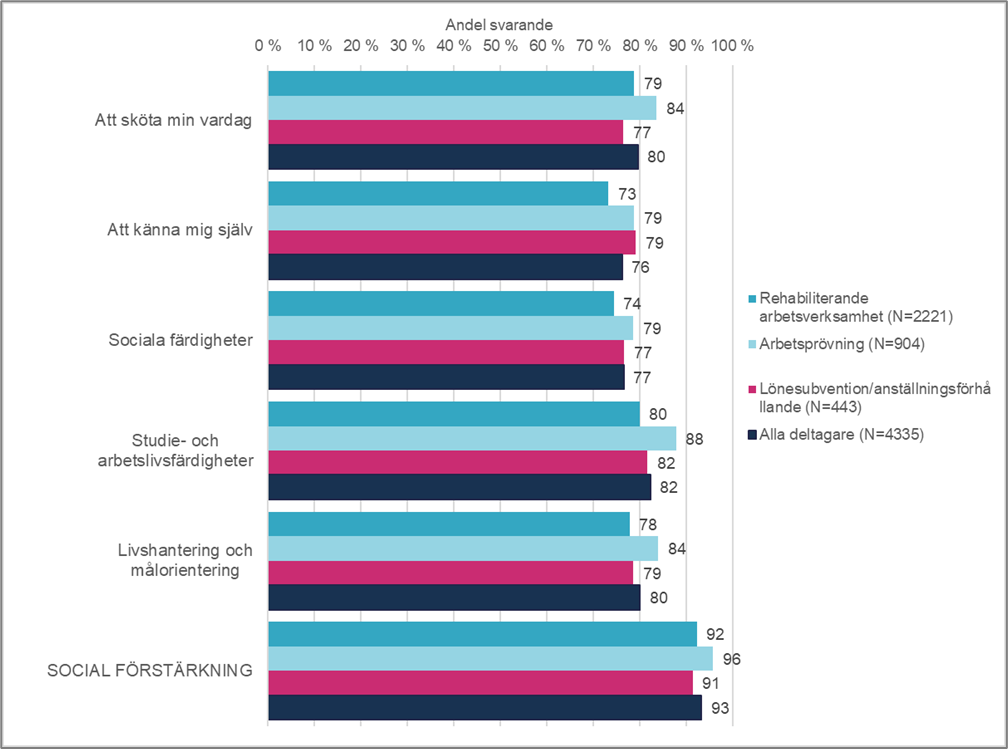 Andel svarande
0 % 10 % 20 % 30 % 40 % 50 % 60 % 70 % 80 % 90 % 100 %
Att sköta min vardag
79
84
77
80
Att känna mig själv
73
79
79
76
Sociala färdigheter
74
79
77
77
Studie- och
arbetslivsfärdigheter
80
88
82
82
Livshantering och
målorientering
78
84
79
80
SOCIAL FÖRSTÄRKNING
92
96
91
93
Rehabiliterande
arbetsverksamhet (N=2221)
Arbetsprövning (N=904)
Lönesubvention/anställningsförhå
llande (N=443)
Alla deltagare (N=4335)